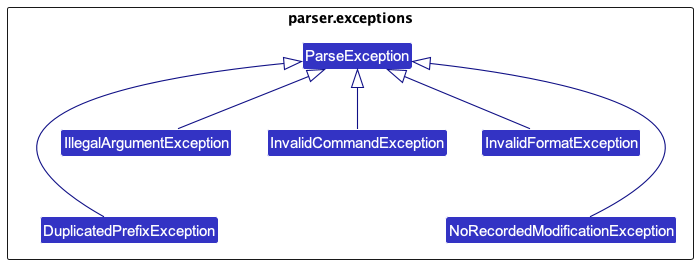 parser.exceptions
ParseException
IllegalArgumentException
InvalidCommandException
InvalidFormatException
DuplicatedPrefixException
NoRecordedModificationException